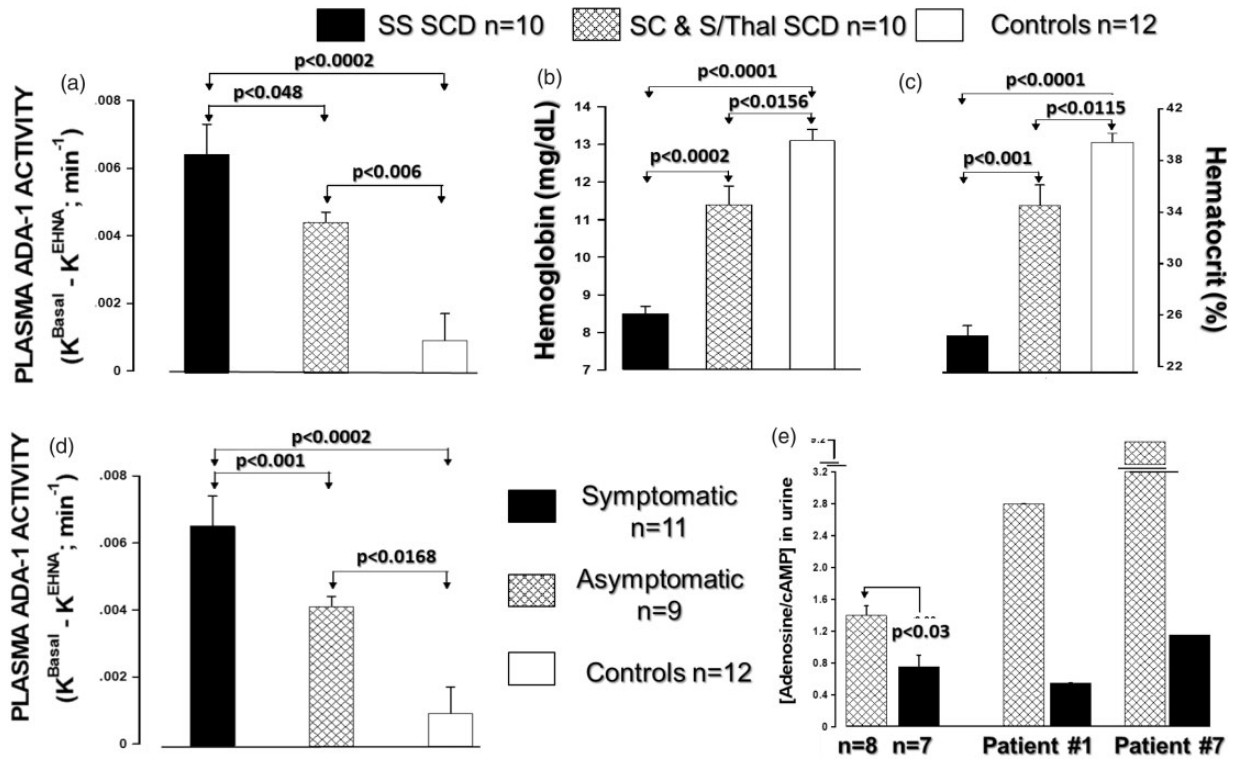 SS SCD n=10 SC & S/Thal SCD n=10 Controls n=12
(a)
p<0.0002
p<0.048
p<0.006
PLASMA ADA-1 ACTIVITY
(K^Basal - K^EHNA; min^-1)
.008
.006
.004
.002
0
(b)
p<0.0001
p<0.0156
p<0.0002
Hemoglobin (mg/dL)
14
13
12
11
10
9
8
7
(c)
p<0.0001
p<0.0115
p<0.001
Hematocrit (%)
42
38
34
30
26
22
(d)
p<0.0002
p<0.001
p<0.0168
PLASMA ADA-1 ACTIVITY
(K^Basal - K^EHNA; min^-1)
.008
.006
.004
.002
0
Symptomatic
n=11
Asymptomatic
n=9
Controls n=12
(e)
[Adenosine/cAMP] in urine
3.2
2.8
2.4
2.0
1.6
1.2
0.8
0.4
0
p<0.03
n=8 n=7 Patient #1 Patient #7